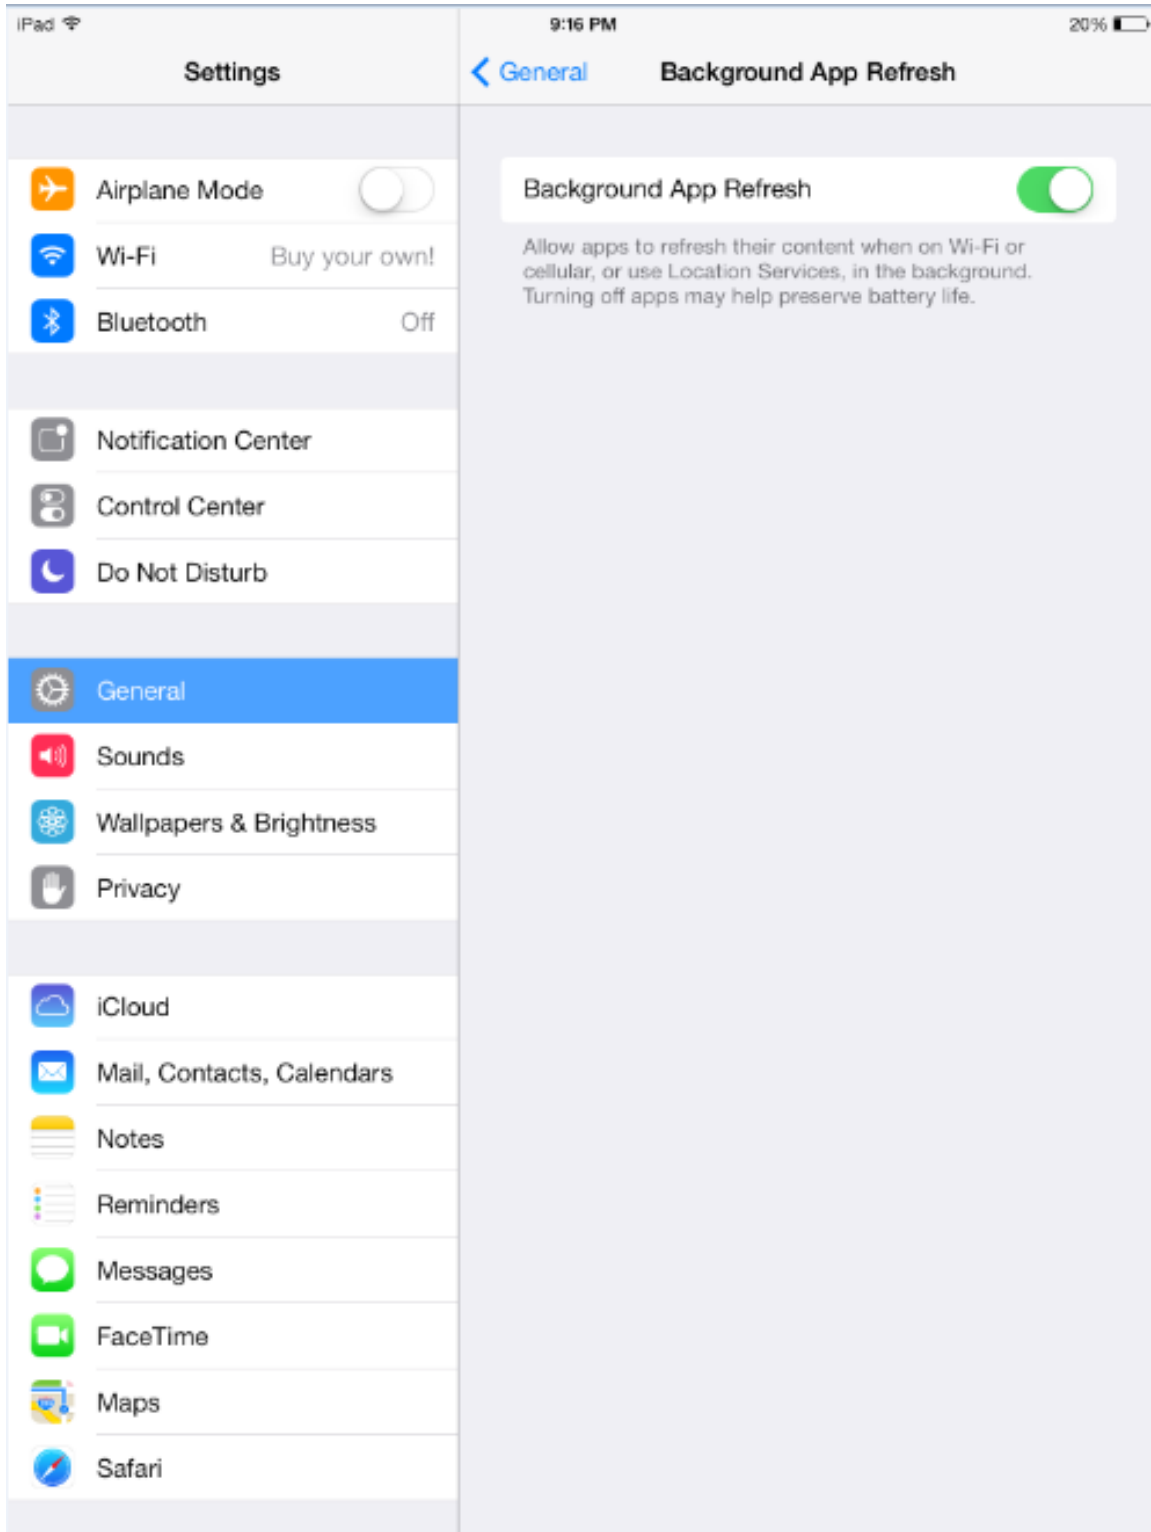 iPad
9:16 PM
20%
Settings
General
Background App Refresh
Airplane Mode
Wi-Fi
Buy your own!
Bluetooth
Off
Notification Center
Control Center
Do Not Disturb
General
Sounds
Wallpapers & Brightness
Privacy
iCloud
Mail, Contacts, Calendars
Notes
Reminders
Messages
FaceTime
Maps
Safari
Background App Refresh
Allow apps to refresh their content when on Wi-Fi or
cellular, or use Location Services, in the background.
Turning off apps may help preserve battery life.